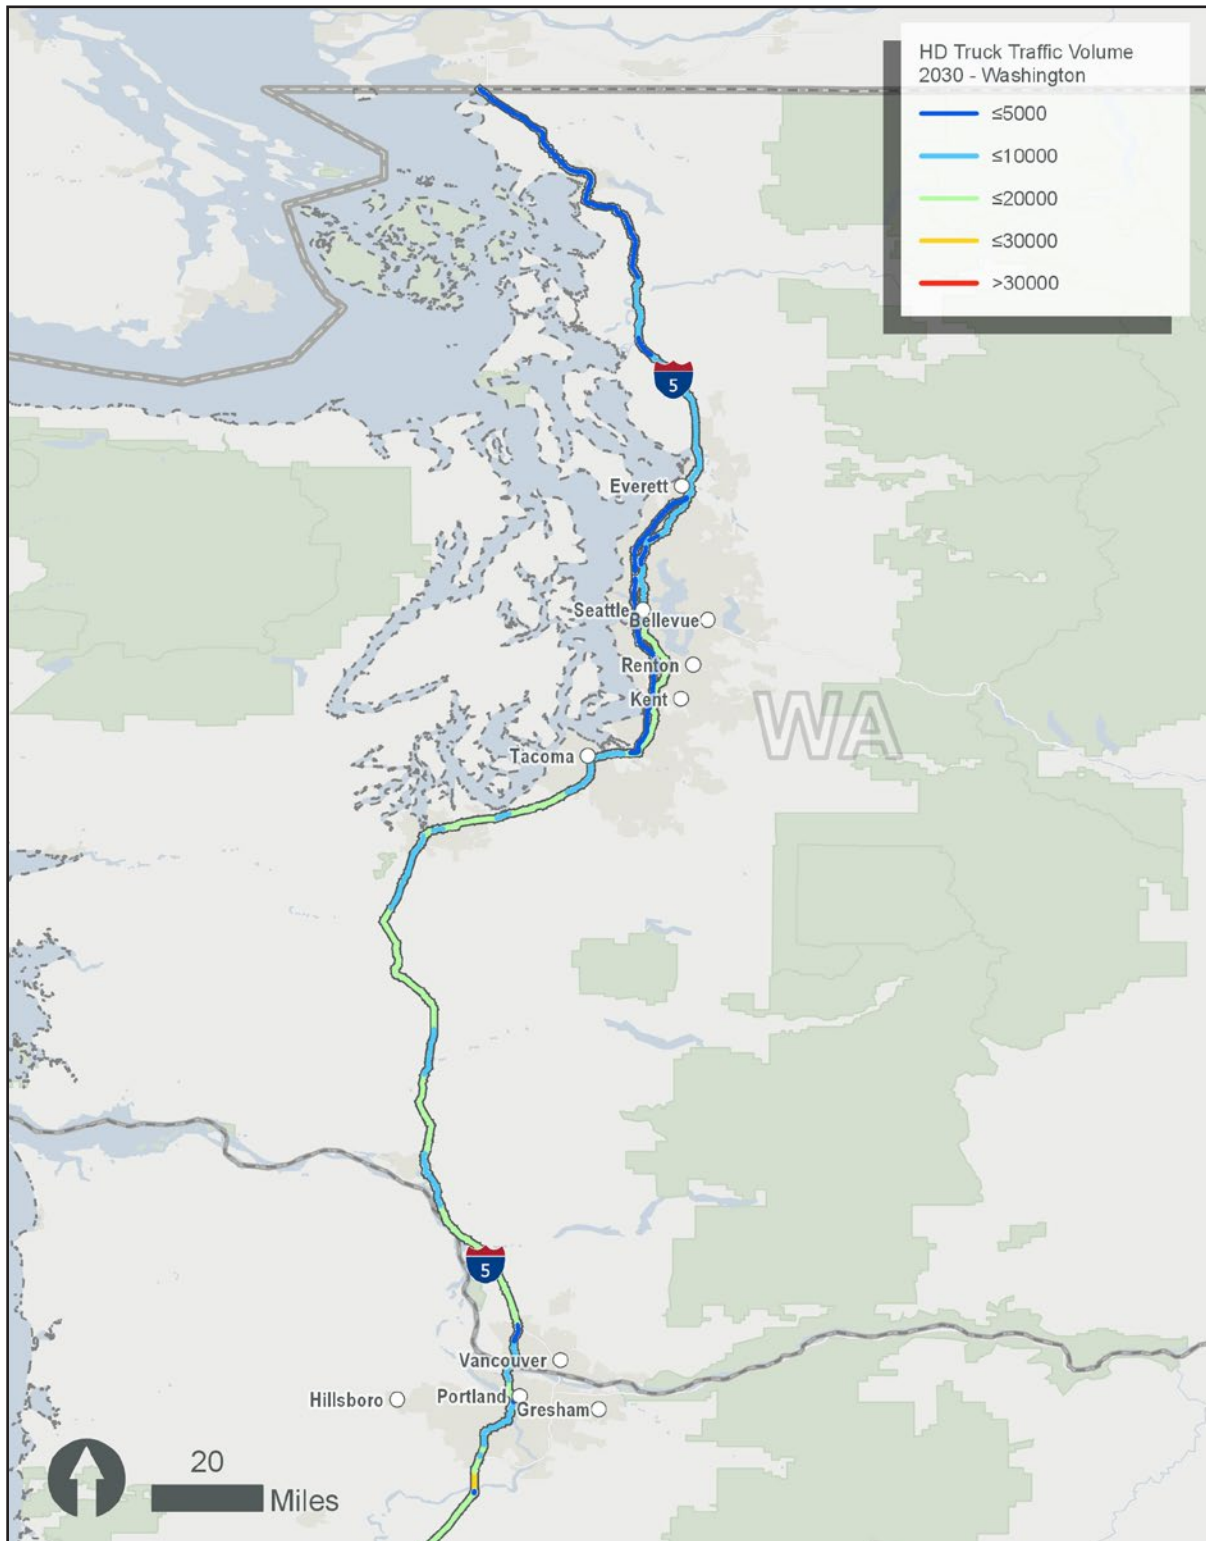 HD Truck Traffic Volume
2030 - Washington
≤5000
≤10000
≤20000
≤30000
>30000
5
Everett
Seattle
Bellevue
Renton
Kent
WA
Tacoma
5
Vancouver
Portland
Hillsboro
Gresham
20
Miles